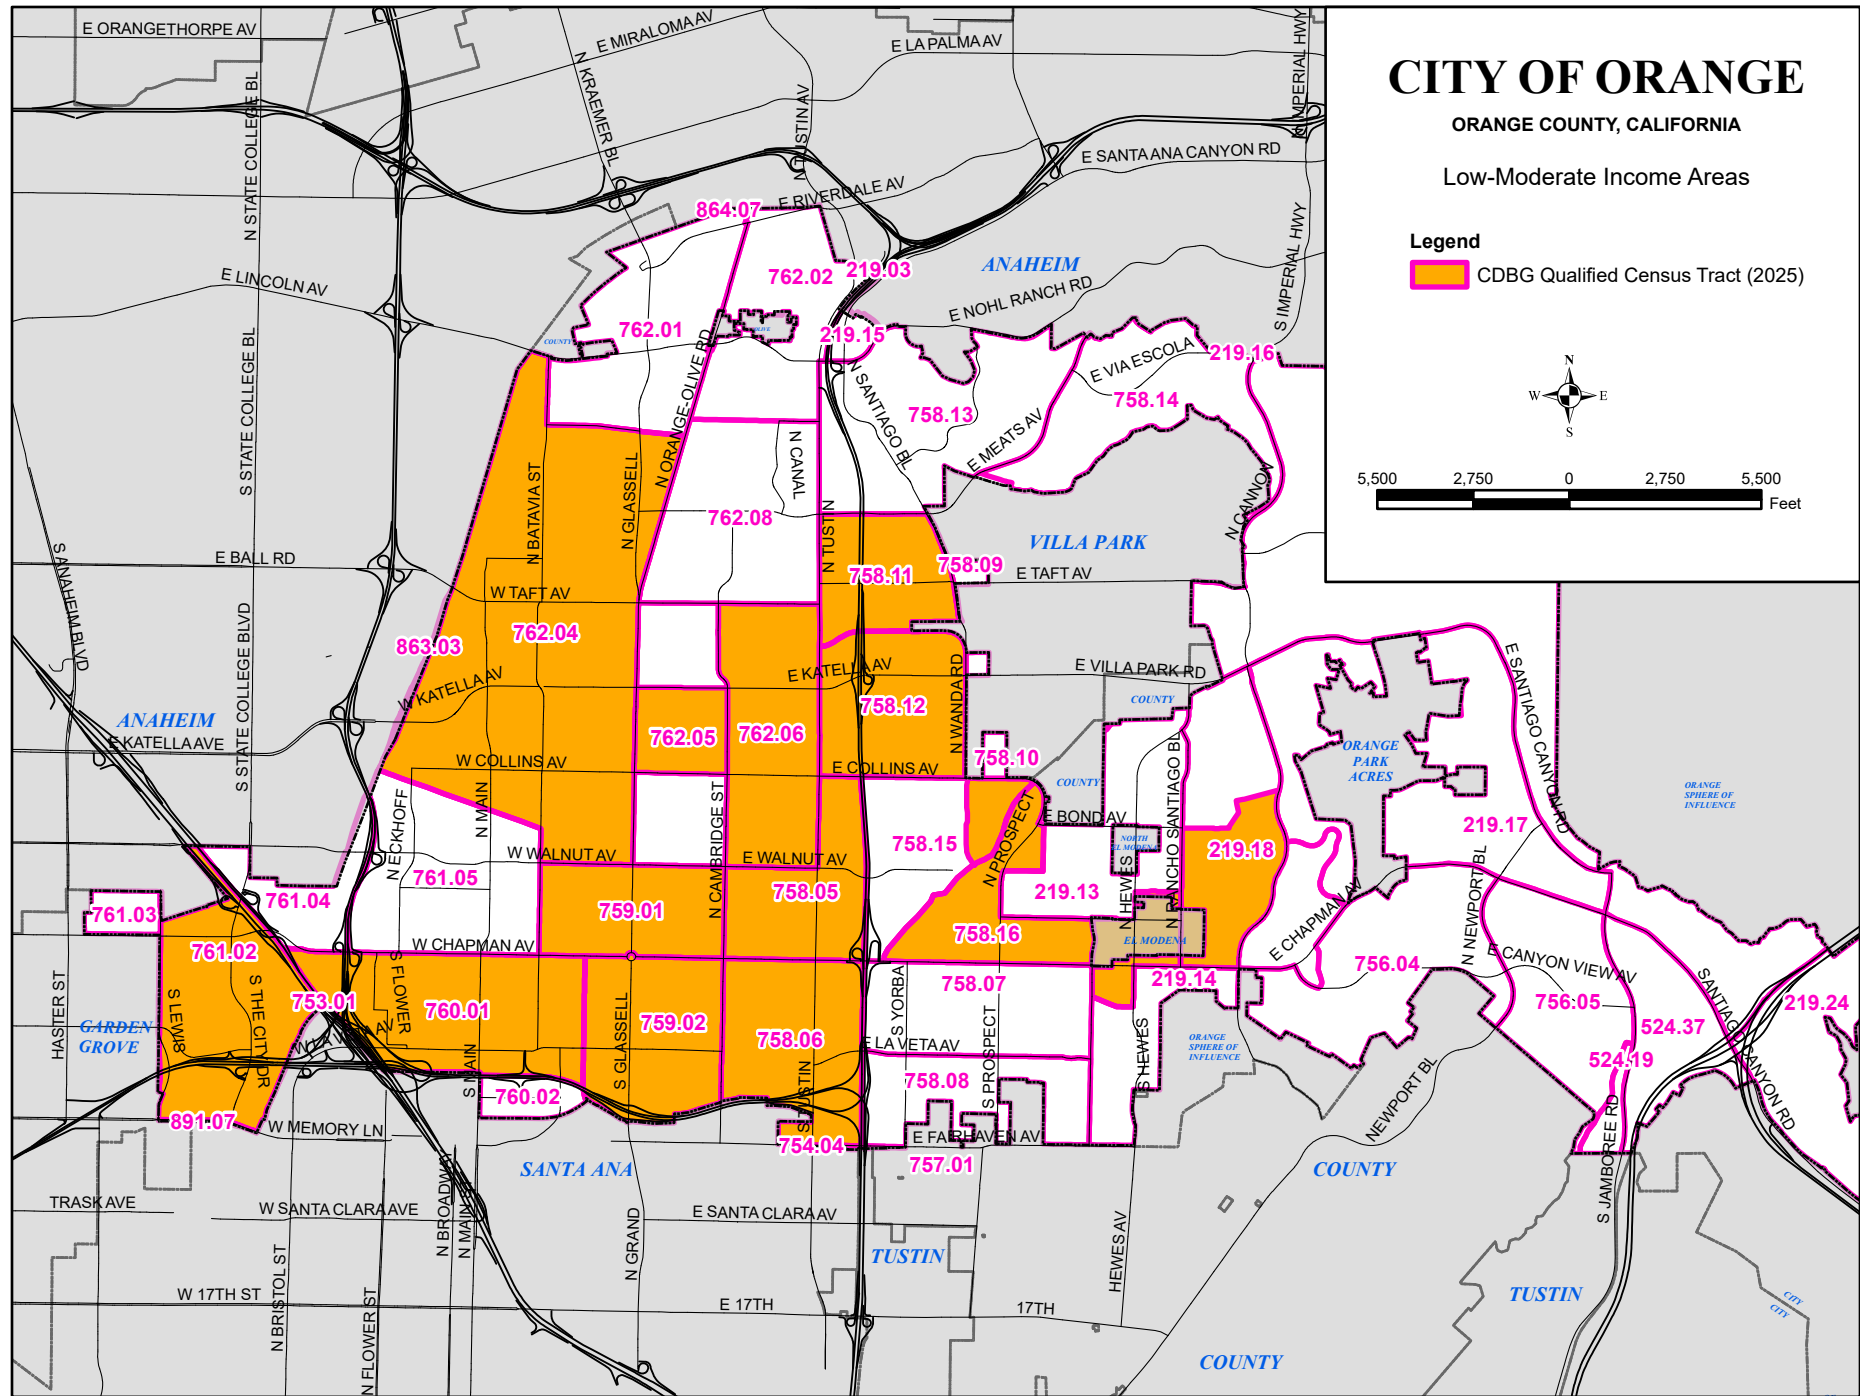 CITY OF ORANGE
ORANGE COUNTY, CALIFORNIA
Low-Moderate Income Areas
Legend
CDBG Qualified Census Tract (2025)
N
W
E
S
5,500
2,750
0
2,750
5,500
Feet
E ORANGETHORPE AV
E MIRALOMA AV
E LA PALMA AV
N IMPERIAL HWY
N KRAEMER BL
N TUSTIN AV
N STATE COLLEGE BL
E SANTA ANA CANYON RD
E RIVERDALE AV
864.07
762.02
219.03
ANAHEIM
S IMPERIAL HWY
E LINCOLN AV
E NOHL RANCH RD
762.01
OLIVE
COUNTY
219.15
219.16
E VIA ESCOLA
N ORANGE-OLIVE RD
N SANTIAGO BL
758.13
758.14
E MEATS AV
S STATE COLLEGE BL
N BATAVIA ST
N GLASSELL
N CANAL
N CANNON
762.08
N TUSTIN
VILLA PARK
758.09
E TAFT AV
758.11
S ANAHEIM BLVD
E BALL RD
W TAFT AV
762.04
863.03
S STATE COLLEGE BLVD
W KATELLA AV
E KATELLA AV
N WANDA RD
E VILLA PARK RD
COUNTY
E SANTIAGO CANYON RD
ANAHEIM
E KATELLA AVE
758.12
762.05
762.06
758.10
ORANGE
PARK
ACRES
W COLLINS AV
E COLLINS AV
COUNTY
ORANGE
SPHERE OF
INFLUENCE
N ECKHOFF
N MAIN
N CAMBRIDGE ST
N PROSPECT
E BOND AV
N RANCHO SANTIAGO BL
NORTH
EL MODENA
219.17
219.18
758.15
W WALNUT AV
E WALNUT AV
761.05
758.05
219.13
N HEWES
N NEWPORT BL
761.04
761.03
759.01
761.02
W CHAPMAN AV
758.16
EL MODENA
E CHAPMAN AV
756.04
E CANYON VIEW AV
756.05
219.14
758.07
S FLOWER
S THE CITY DR
S LEWIS
HASTER ST
753.01
760.01
759.02
758.06
S YORBA
E LA VETA AV
W LA VETA AV
GARDEN
GROVE
S GLASSELL
S MAIN
S TUSTIN
S PROSPECT
S HEWES
ORANGE
SPHERE OF
INFLUENCE
SANTIAGO CANYON RD
219.24
524.37
524.19
758.08
760.02
891.07
W MEMORY LN
754.04
E FAIRHAVEN AV
757.01
NEWPORT BL
S JAMBOREE RD
SANTA ANA
COUNTY
TRASK AVE
W SANTA CLARA AVE
N BROADWAY
N MAIN ST
E SANTA CLARA AV
N GRAND
TUSTIN
HEWES AV
N BRISTOL ST
N FLOWER ST
W 17TH ST
E 17TH
17TH
TUSTIN
CITY
CITY
COUNTY